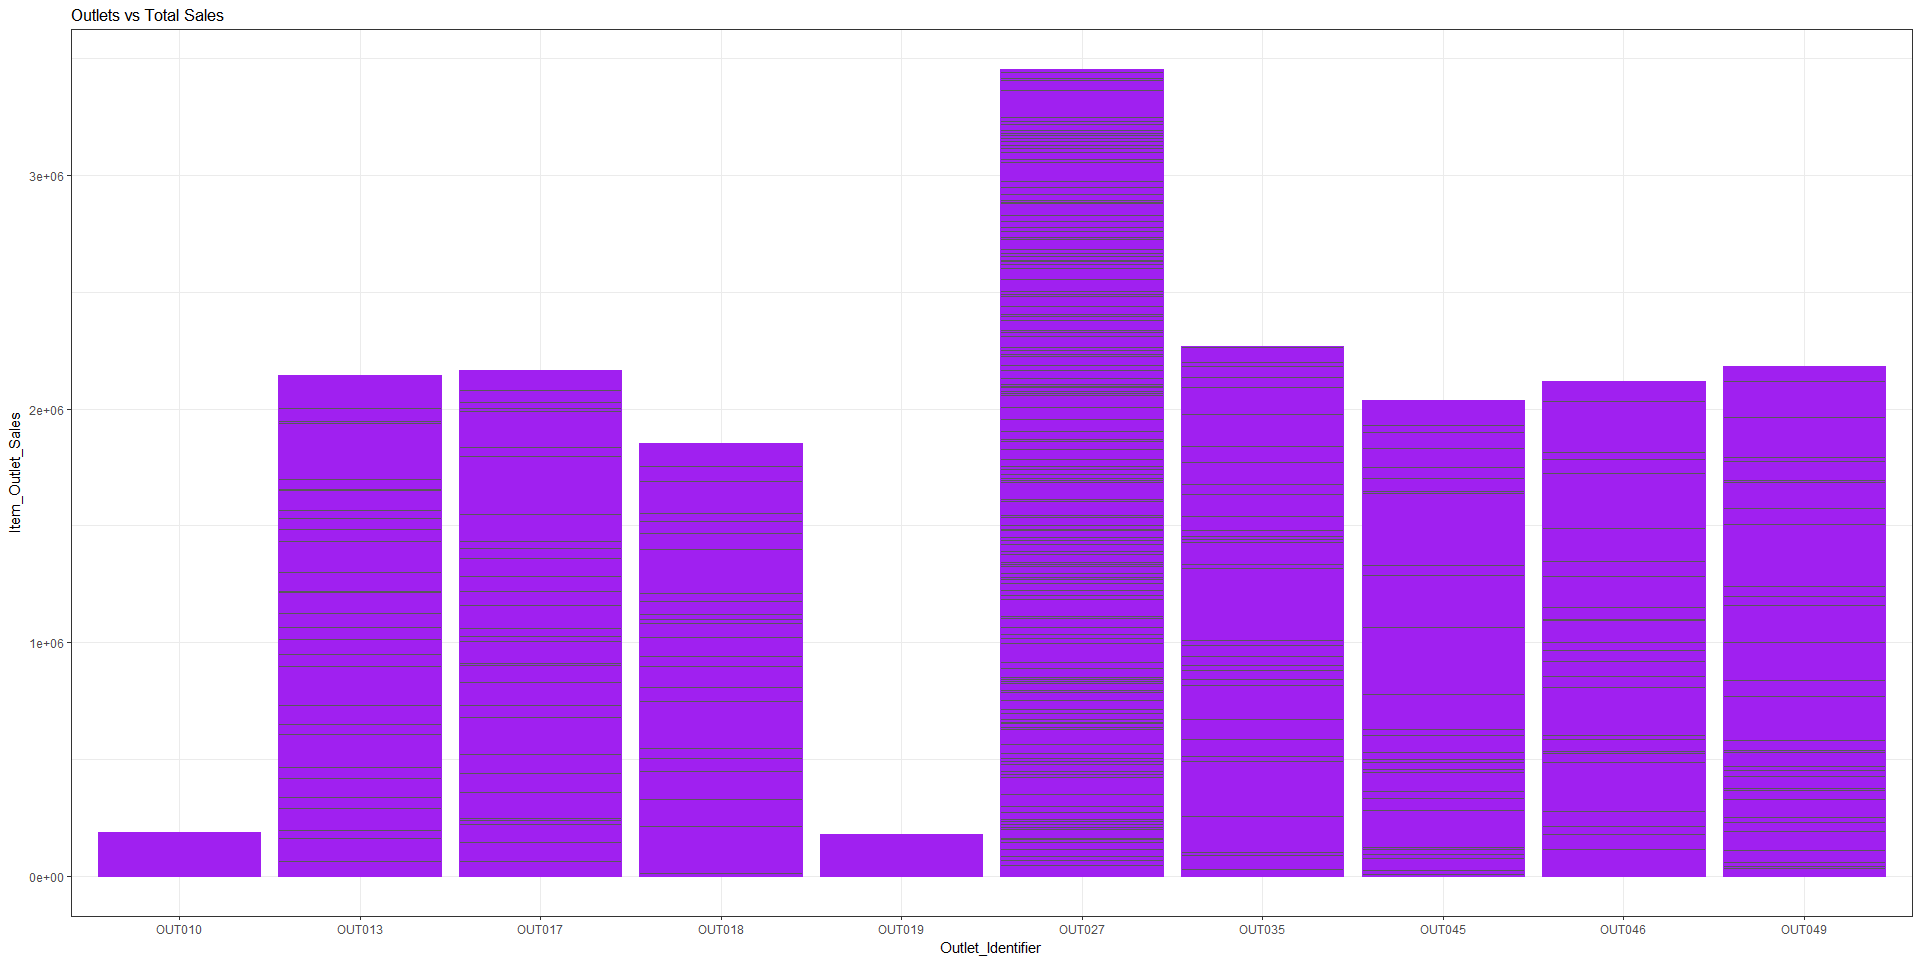 Outlets vs Total Sales
Item_Outlet_Sales
3e+06
2e+06
1e+06
0e+00
OUT010 OUT013 OUT017 OUT018 OUT019 OUT027 OUT035 OUT045 OUT046 OUT049
Outlet_Identifier